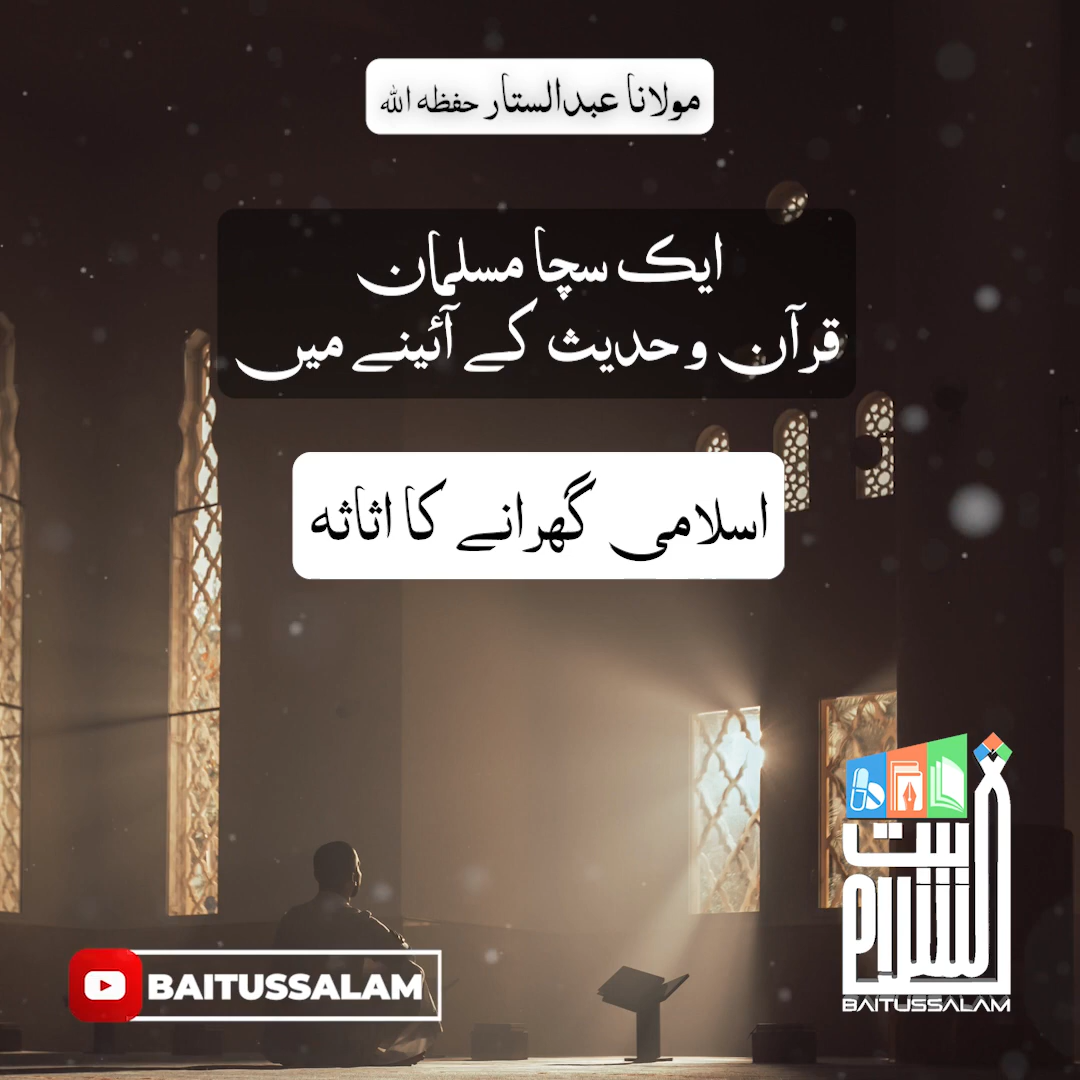 مولانا عبدالستار حفظہ اللہ
ایک سچا مسلمان
قرآن و حدیث کے آئینے میں
اسلامی گھرانے کا اثاثہ
بیت السلام
BAITUSSALAM
BAITUSSALAM